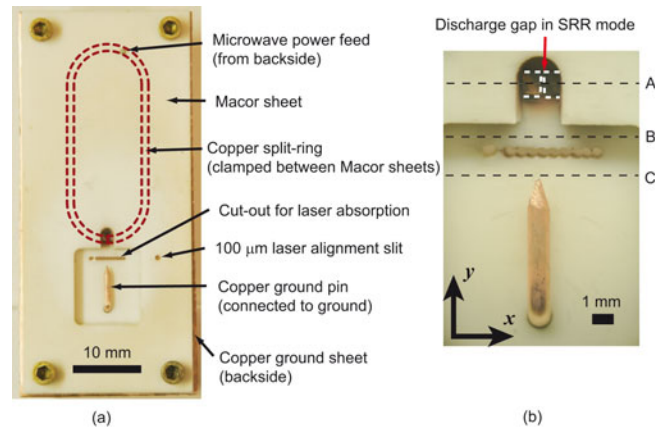 Microwave power feed
(from backside)
Macor sheet
Copper split-ring
(clamped between Macor sheets)
Cut-out for laser absorption
100 μm laser alignment slit
Copper ground pin
(connected to ground)
Copper ground sheet
(backside)
10 mm
(a)
Discharge gap in SRR mode
A
B
C
y
x
1 mm
(b)